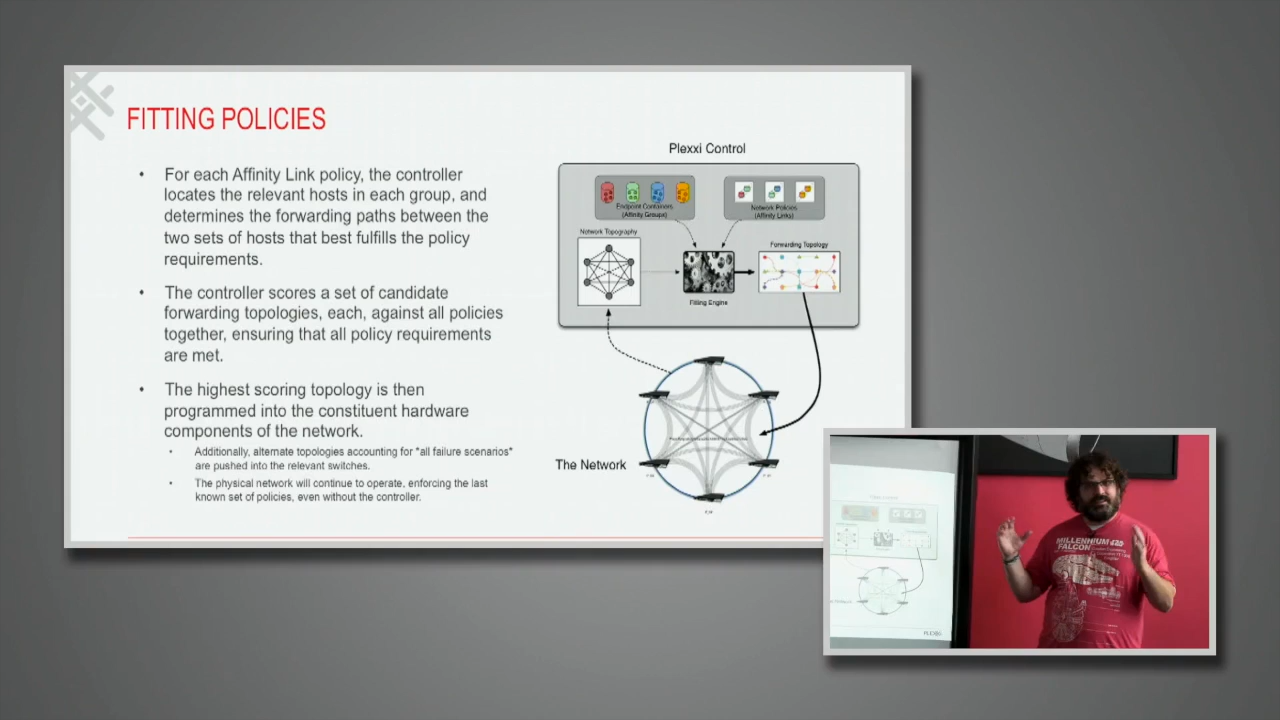 FITTING POLICIES
• For each Affinity Link policy, the controller
locates the relevant hosts in each group, and
determines the forwarding paths between the
two sets of hosts that best fulfills the policy
requirements.
• The controller scores a set of candidate
forwarding topologies, each, against all policies
together, ensuring that all policy requirements
are met.
• The highest scoring topology is then
programmed into the constituent hardware
components of the network.
• Additionally, alternate topologies accounting for *all failure scenarios*
are pushed into the relevant switches.
• The physical network will continue to operate, enforcing the last
known set of policies, even without the controller.
Plexxi Control
Endpoint Containers
(Affinity Groups)
Network Policies
(Affinity Links)
Network Topography
Forwarding Topology
Fitting Engine
The Network
MILLENNIUM
FALCON
PLEXXI